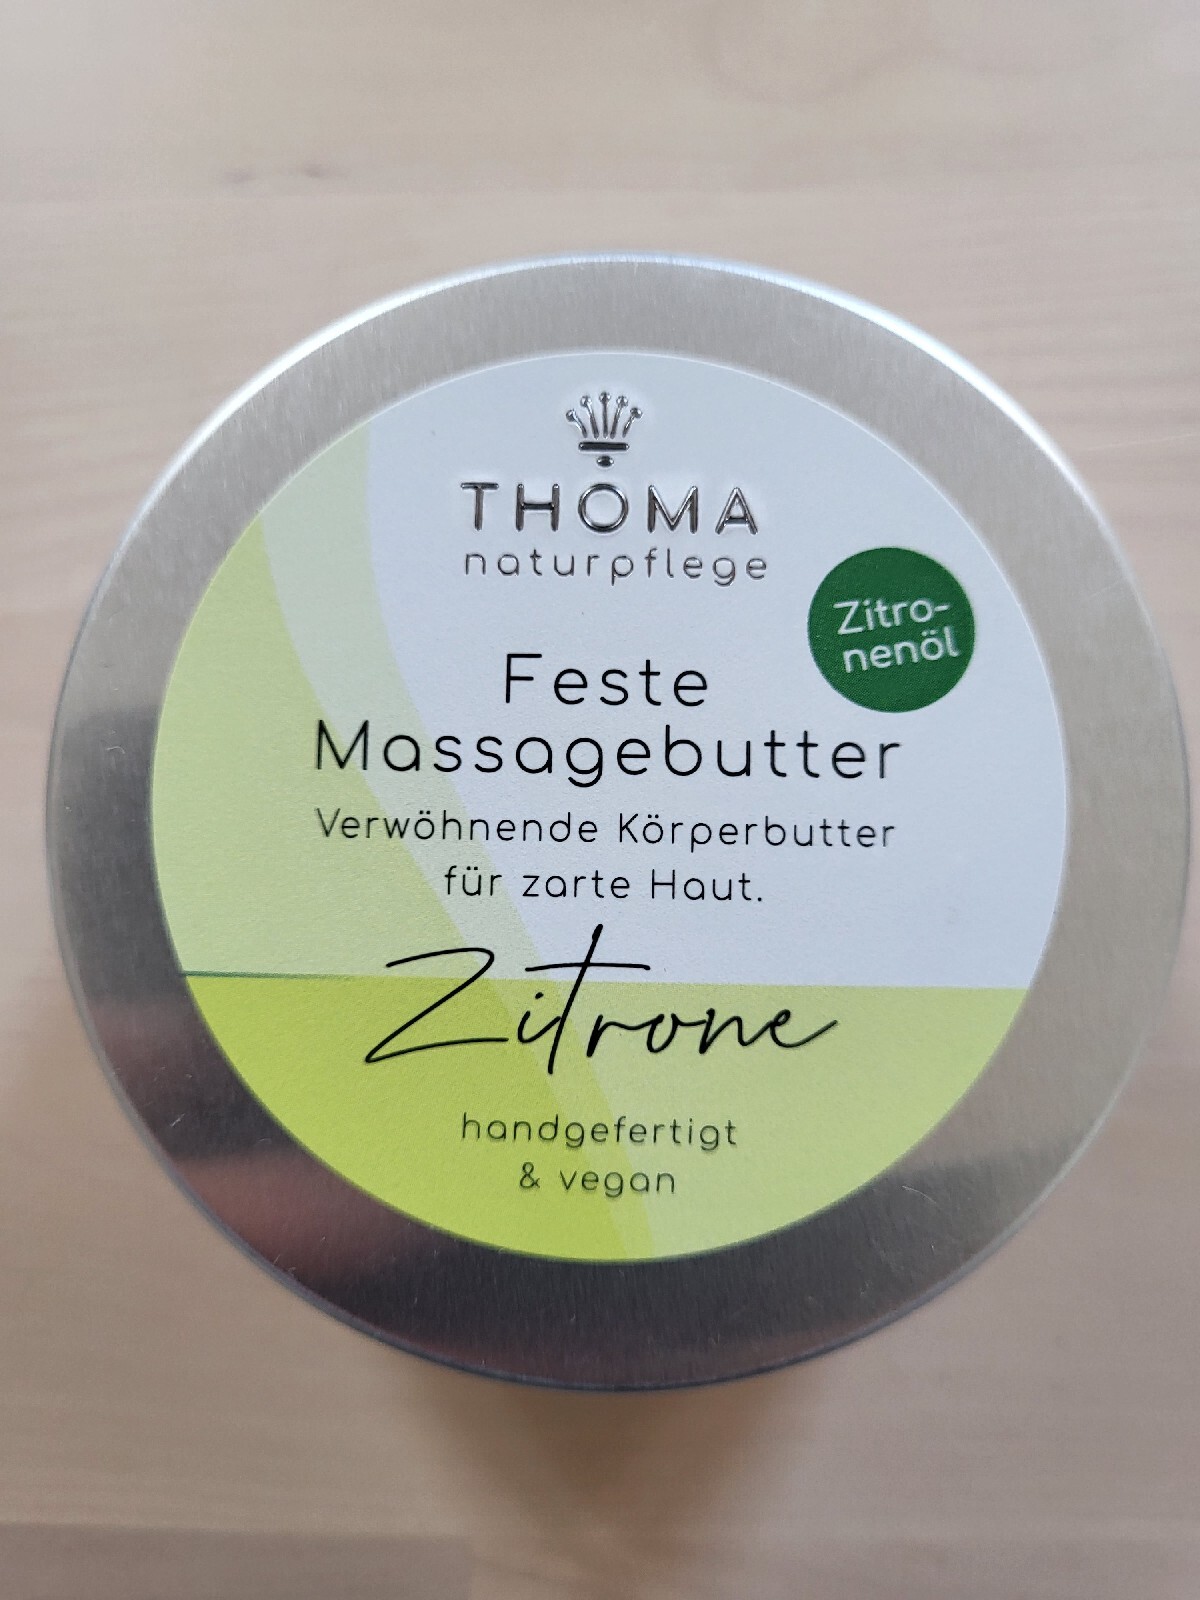 THOMA
naturpflege
Zitro-
nenöl
Feste
Massagebutter
Verwöhnende Körperbutter
für zarte Haut.
Zitrone
handgefertigt
& vegan